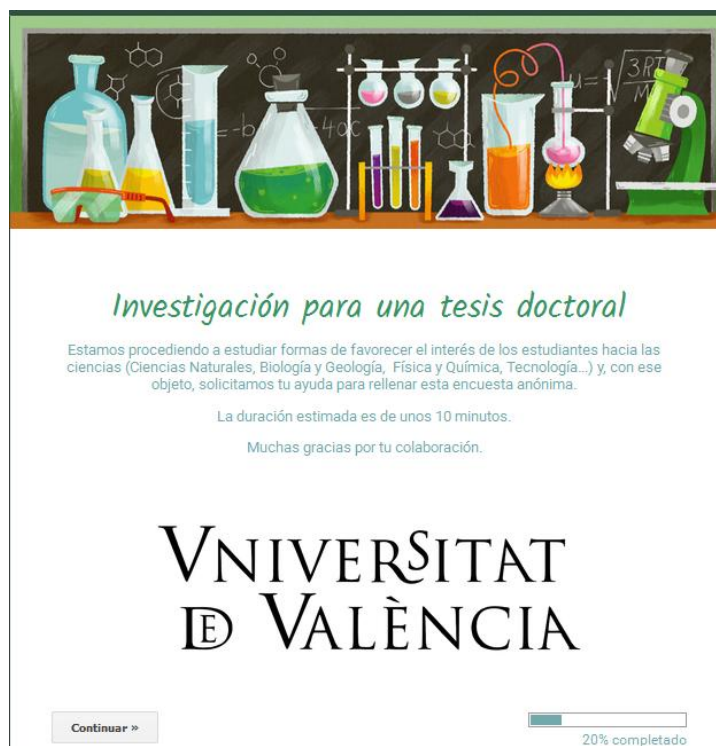 = -b
-4ac
u =
3RT
M
Investigación para una tesis doctoral
Estamos procediendo a estudiar formas de favorecer el interés de los estudiantes hacia las
ciencias (Ciencias Naturales, Biología y Geología, Física y Química, Tecnología...) y, con ese
objeto, solicitamos tu ayuda para rellenar esta encuesta anónima.
La duración estimada es de unos 10 minutos.
Muchas gracias por tu colaboración.
VNIVERSITAT
DE VALÈNCIA
Continuar »
20% completado